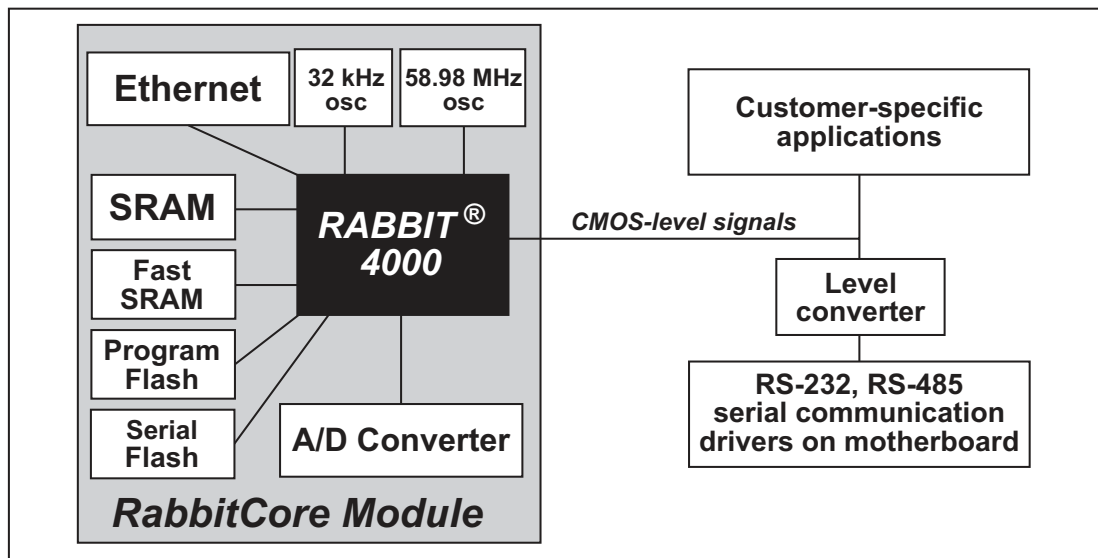 Ethernet
32 kHz
osc
58.98 MHz
osc
SRAM
Fast
SRAM
Program
Flash
Serial
Flash
RABBIT ®
4000
A/D Converter
RabbitCore Module
CMOS-level signals
Customer-specific
applications
Level
converter
RS-232, RS-485
serial communication
drivers on motherboard